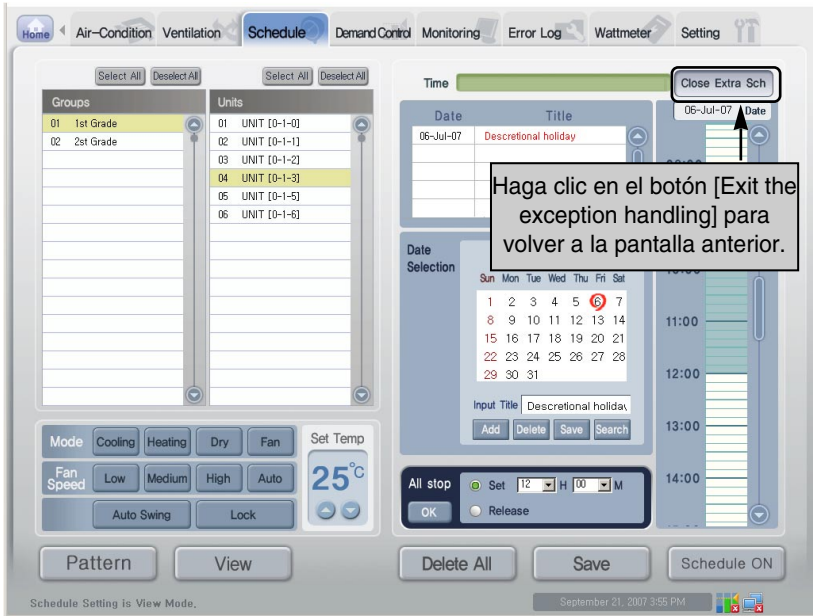 Home Air-Condition Ventilation Schedule Demand Control Monitoring Error Log Wattmeter Setting
Select All Deselect All Select All Deselect All
Groups Units
01 1st Grade
02 2st Grade
01 UNIT [0-1-0]
02 UNIT [0-1-1]
03 UNIT [0-1-2]
04 UNIT [0-1-3]
05 UNIT [0-1-5]
06 UNIT [0-1-6]
Mode Cooling Heating Dry Fan
Fan Speed Low Medium High Auto
Auto Swing Lock
Set Temp
25°C
Time
Close Extra Sch
Date Title
06-Jul-07 Descretional holiday
06-Jul-07 Date
Haga clic en el botón [Exit the
exception handling] para
volver a la pantalla anterior.
Date
Selection
Sun Mon Tue Wed Thu Fri Sat
1 2 3 4 5 6 7
8 9 10 11 12 13 14
15 16 17 18 19 20 21
22 23 24 25 26 27 28
29 30 31
Input Title Descretional holiday
Add Delete Save Search
11:00
12:00
13:00
14:00
All stop Set 12 H 00 M
OK Release
Pattern View Delete All Save Schedule ON
Schedule Setting is View Mode.
September 21, 2007 3:55 PM